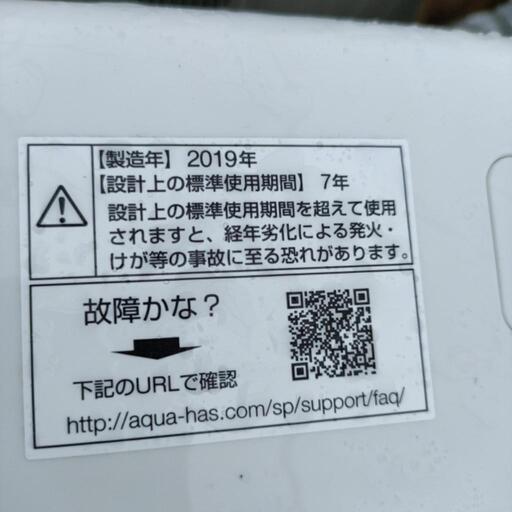 【製造年】2019年
【設計上の標準使用期間】7年
設計上の標準使用期間を超えて使用
されますと、経年劣化による発火・
けが等の事故に至る恐れがあります。
故障かな？
下記のURLで確認
http://aqua-has.com/sp/support/faq/